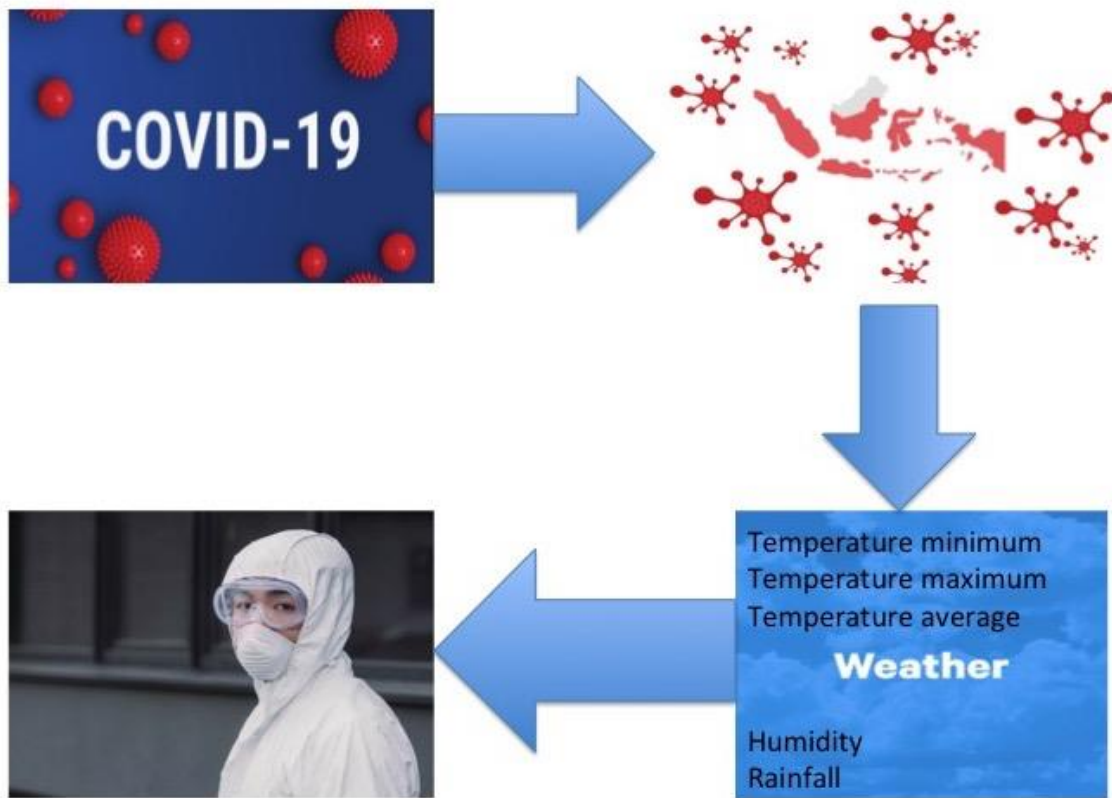 COVID-19
Temperature minimum
Temperature maximum
Temperature average
Weather
Humidity
Rainfall